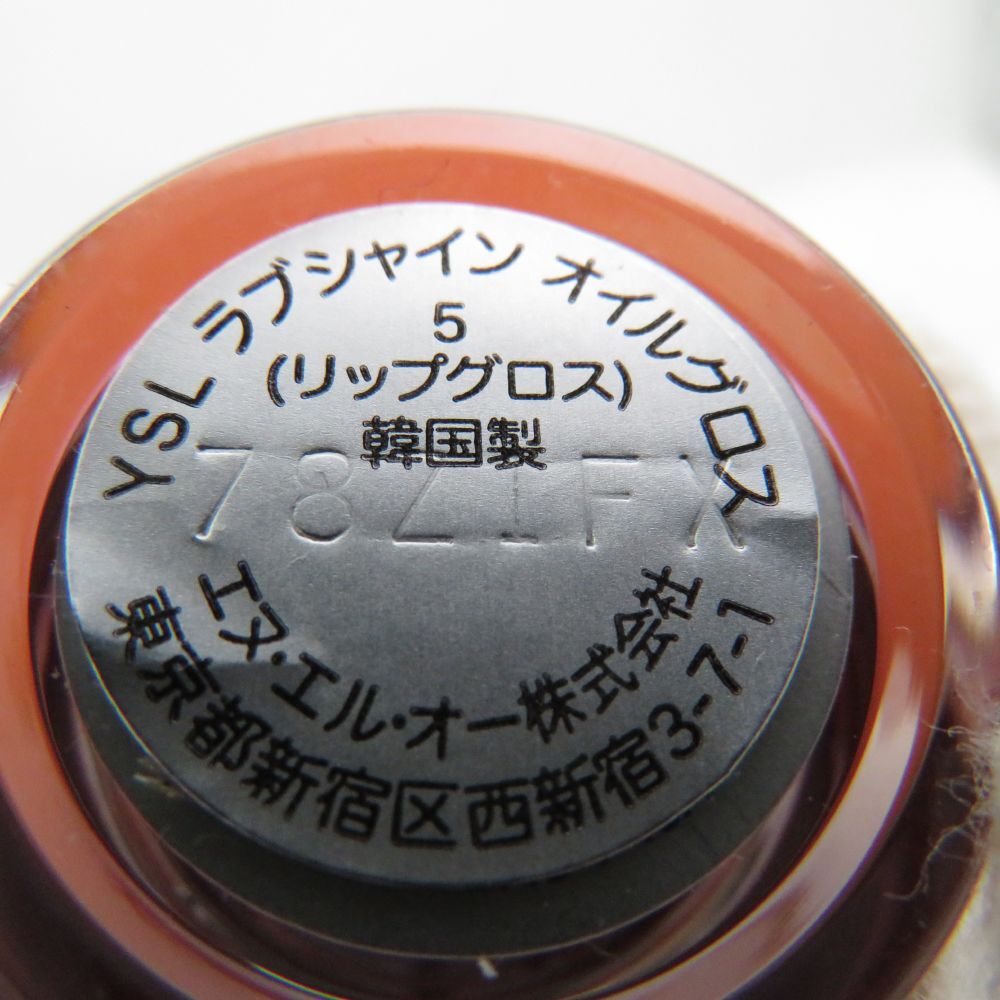 YSL ラブシャイン オイルグロス
5
(リップグロス)
韓国製
エヌ・エル・オー株式会社
東京都新宿区西新宿3-7-1